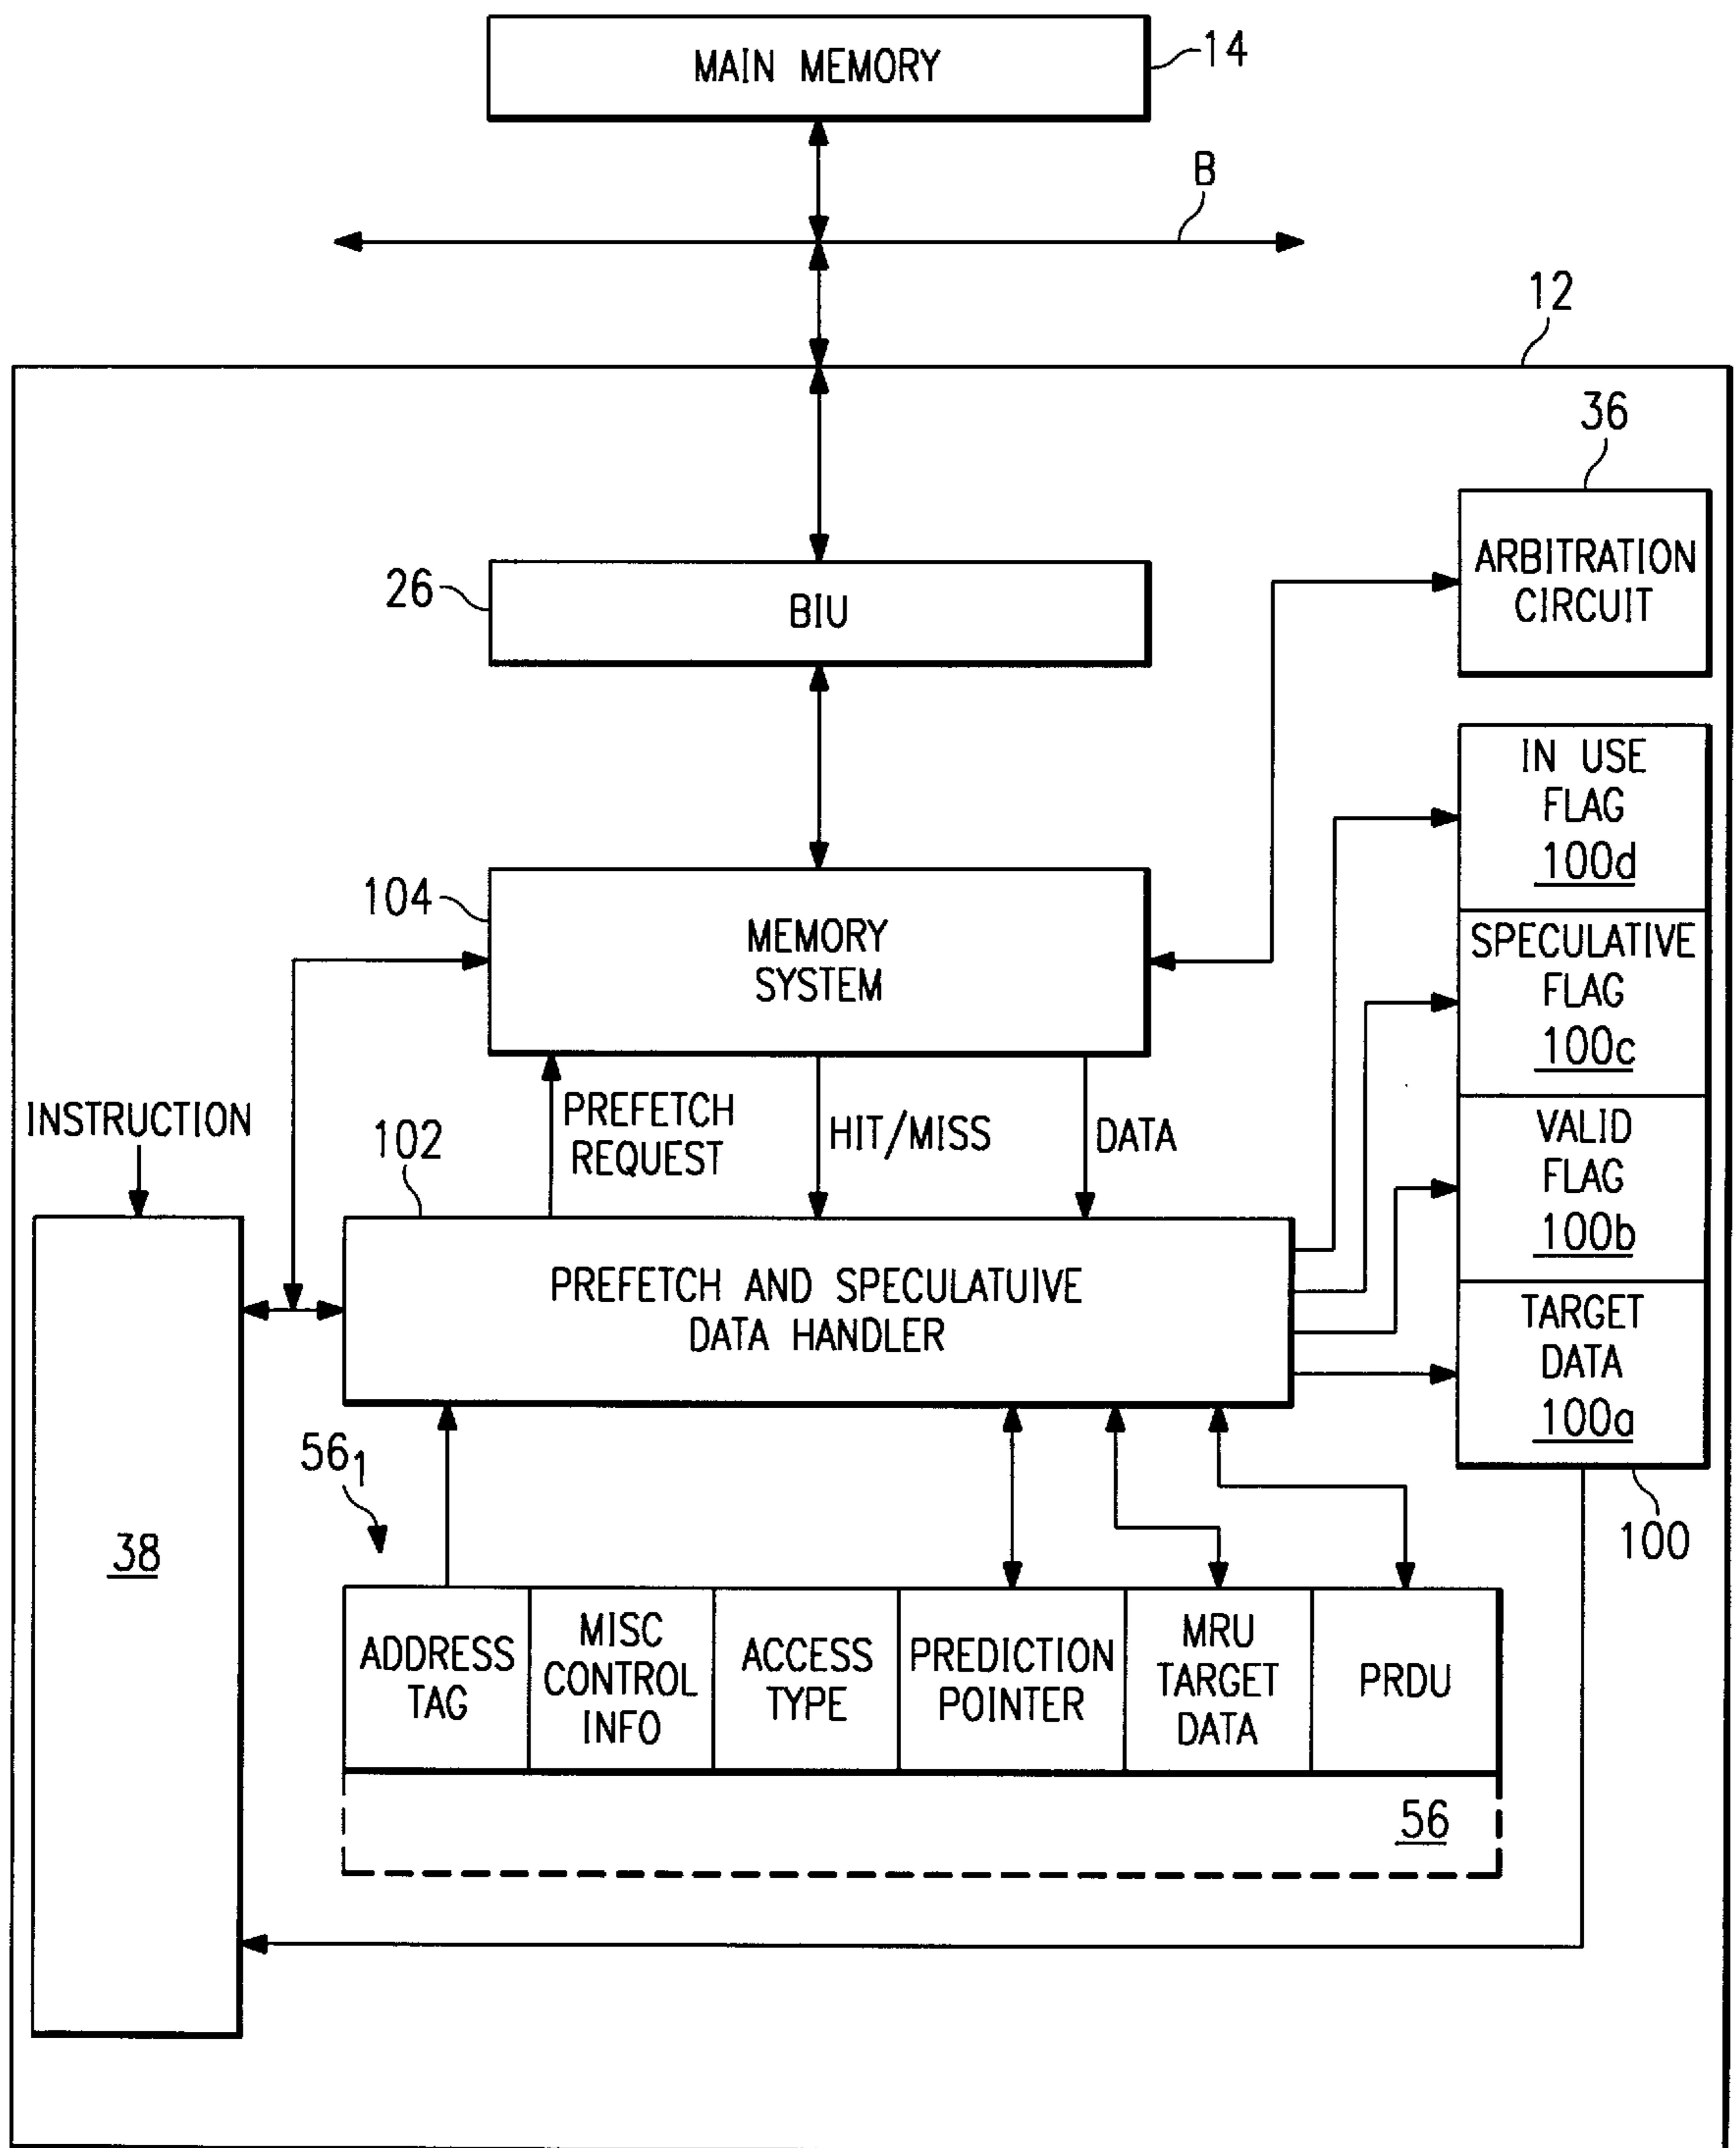 MAIN MEMORY
14
B
12
36
ARBITRATION
CIRCUIT
26
BIU
IN USE
FLAG
100d
104
MEMORY
SYSTEM
SPECULATIVE
FLAG
100c
INSTRUCTION
102
PREFETCH
REQUEST
HIT/MISS
DATA
VALID
FLAG
100b
PREFETCH AND SPECULATUIVE
DATA HANDLER
TARGET
DATA
100a
56₁
100
38
ADDRESS
TAG
MISC
CONTROL
INFO
ACCESS
TYPE
PREDICTION
POINTER
MRU
TARGET
DATA
PRDU
56